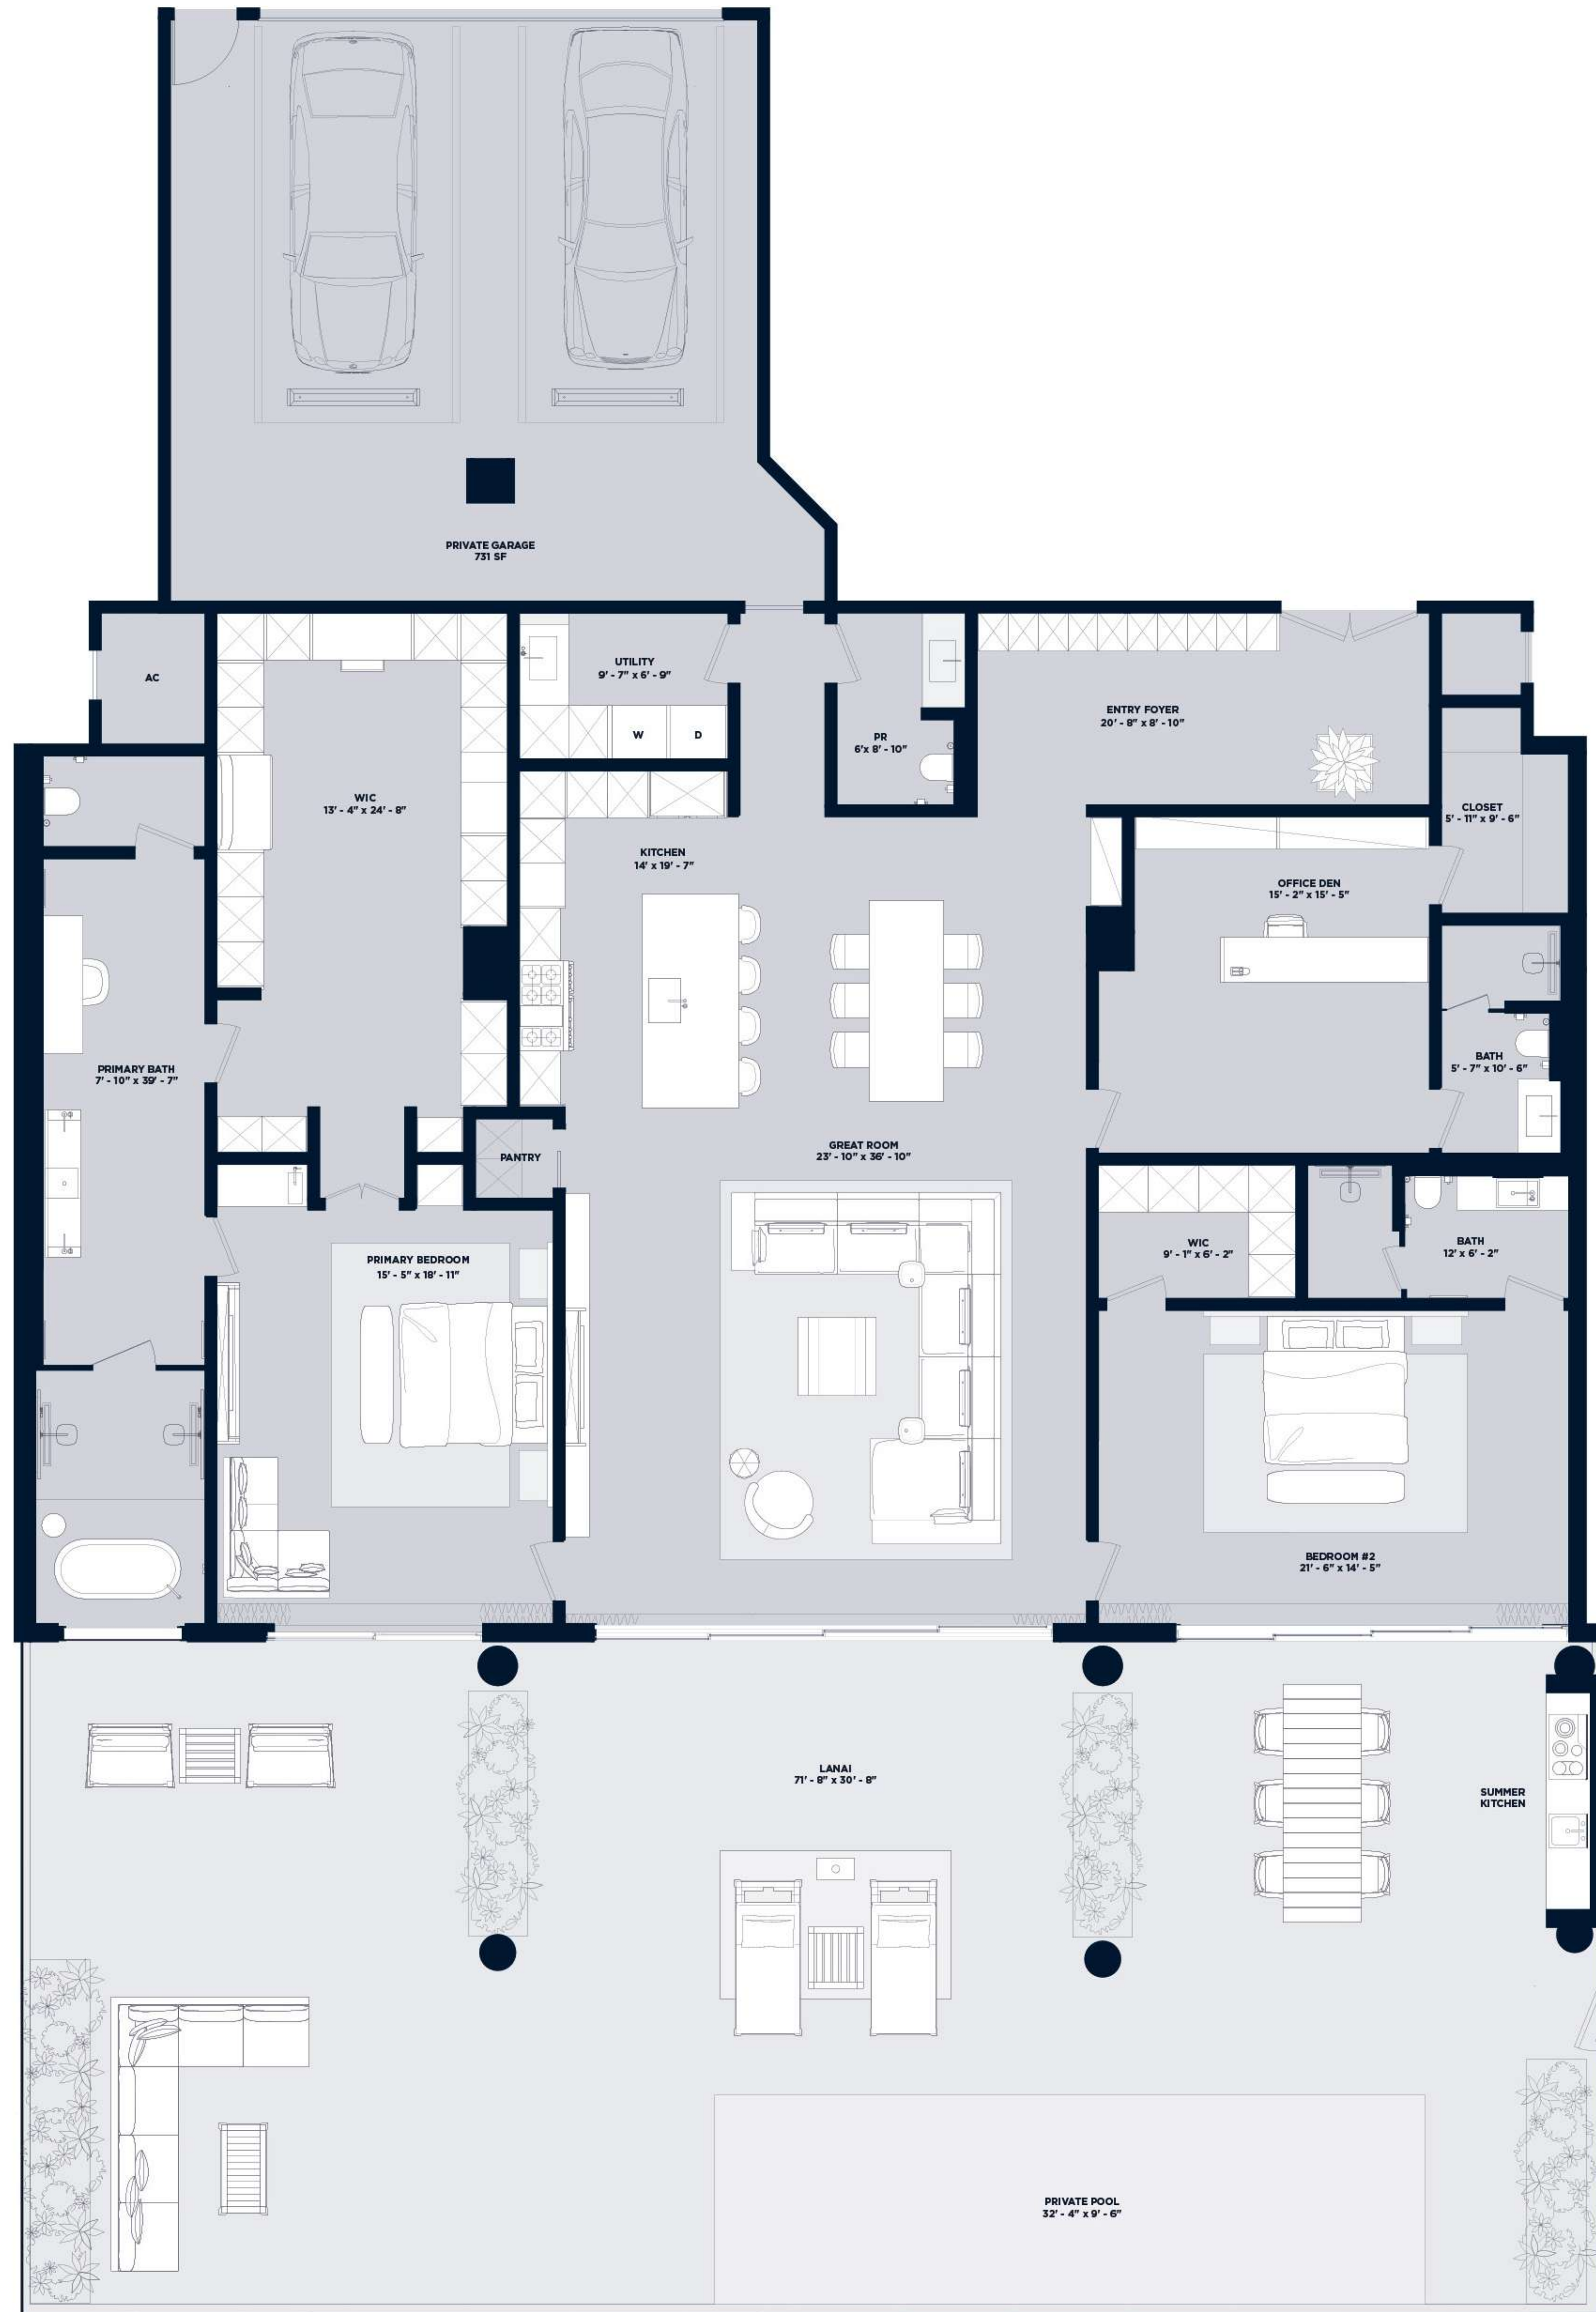 PRIVATE GARAGE
731 SF
AC
UTILITY
9' - 7" x 6' - 9"
W
D
PR
6'x 8' - 10"
ENTRY FOYER
20' - 8" x 8' - 10"
WIC
13' - 4" x 24' - 8"
CLOSET
5' - 11" x 9' - 6"
KITCHEN
14' x 19' - 7"
OFFICE DEN
15' - 2" x 15' - 5"
PRIMARY BATH
7' - 10" x 39' - 7"
BATH
5' - 7" x 10' - 6"
GREAT ROOM
23' - 10" x 36' - 10"
PANTRY
WIC
9' - 1" x 6' - 2"
BATH
12' x 6' - 2"
PRIMARY BEDROOM
15' - 5" x 18' - 11"
BEDROOM #2
21' - 6" x 14' - 5"
LANAI
71' - 8" x 30' - 8"
SUMMER
KITCHEN
PRIVATE POOL
32' - 4" x 9' - 6"